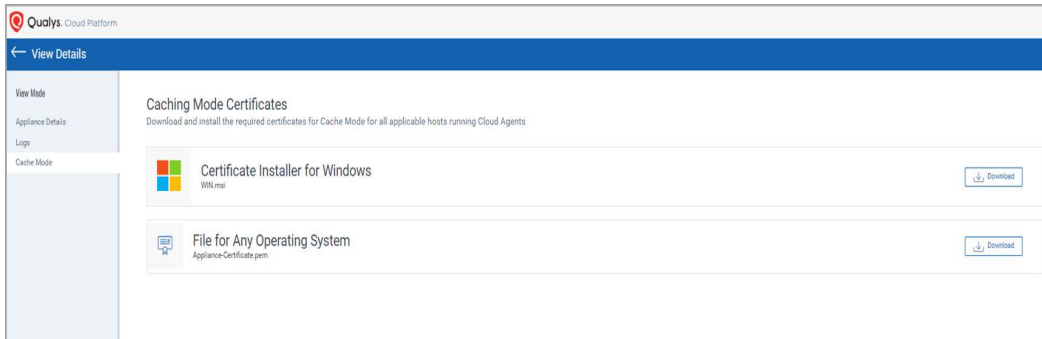 Qualys. Cloud Platform
← View Details
View Mode
Appliance Details
Logs
Cache Mode
Caching Mode Certificates
Download and install the required certificates for Cache Mode for all applicable hosts running Cloud Agents
Certificate Installer for Windows
WIN.msi
Download
File for Any Operating System
Appliance-Certificate.pem
Download